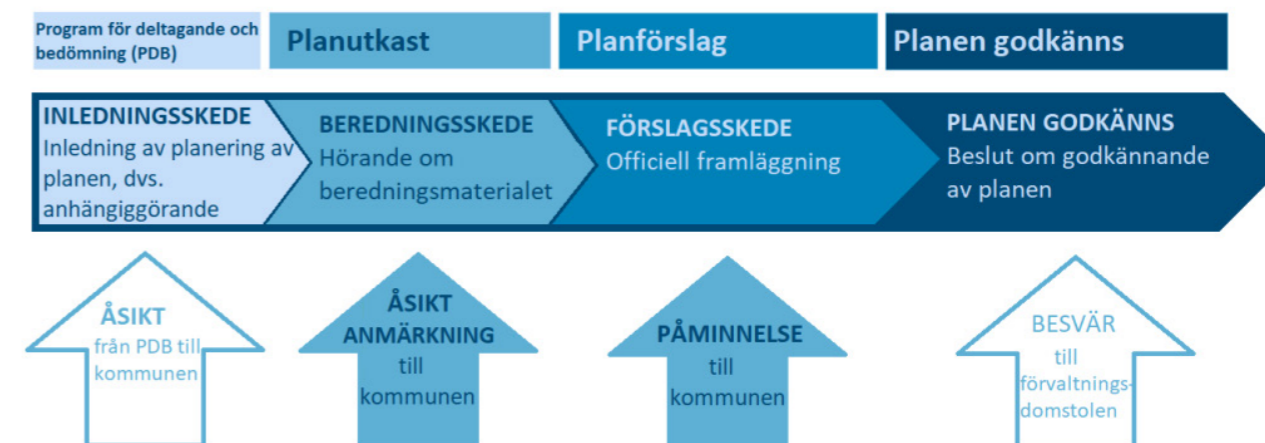 Program för deltagande och
bedömning (PDB)
Planutkast
Planförslag
Planen godkänns
INLEDNINGSSKEDE
Inledning av planering av
planen, dvs.
anhängiggörande
BEREDNINGSSKEDE
Hörande om
beredningsmaterialet
FÖRSLAGSSKEDE
Officiell framläggning
PLANEN GODKÄNNS
Beslut om godkännande
av planen
ÅSIKT
från PDB till
kommunen
ÅSIKT
ANMÄRKNING
till
kommunen
PÅMINNELSE
till
kommunen
BESVÄR
till
förvaltnings-
domstolen